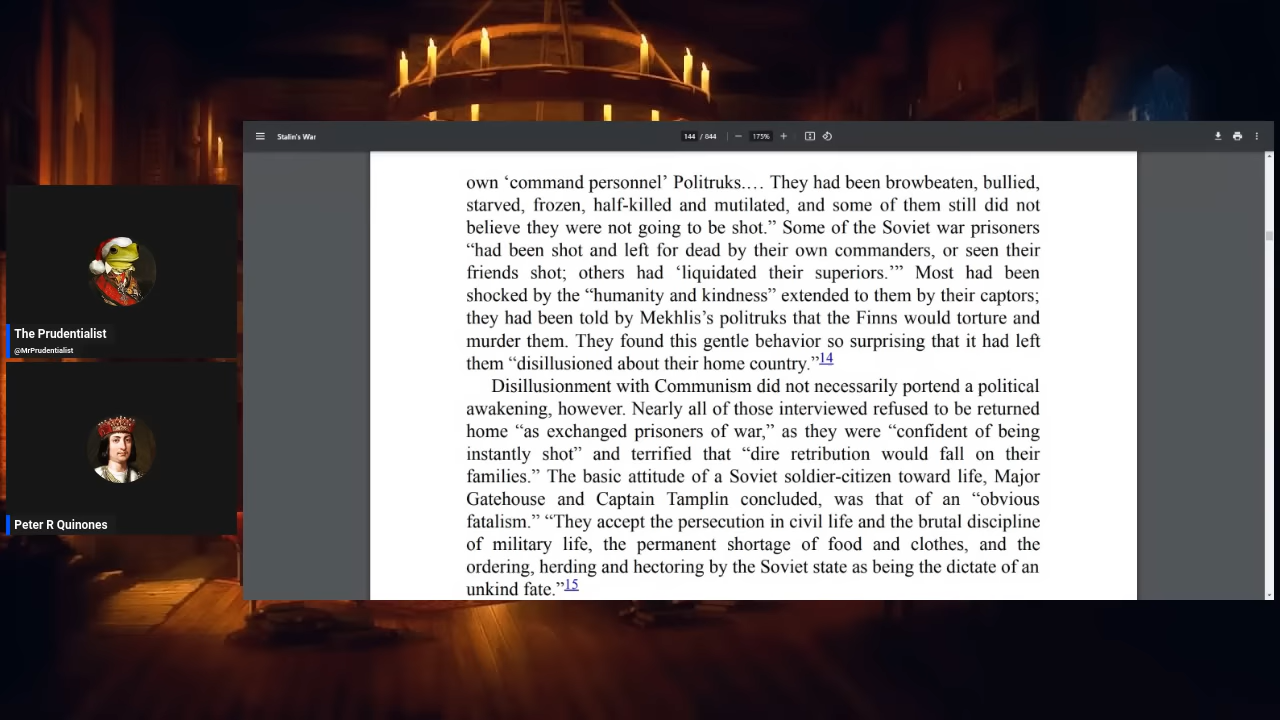 Stalin's War
144 / 844
175%
own ‘command personnel’ Politruks.… They had been browbeaten, bullied,
starved, frozen, half-killed and mutilated, and some of them still did not
believe they were not going to be shot.” Some of the Soviet war prisoners
“had been shot and left for dead by their own commanders, or seen their
friends shot; others had ‘liquidated their superiors.’” Most had been
shocked by the “humanity and kindness” extended to them by their captors;
they had been told by Mekhlis’s politruks that the Finns would torture and
murder them. They found this gentle behavior so surprising that it had left
them “disillusioned about their home country.”14
Disillusionment with Communism did not necessarily portend a political
awakening, however. Nearly all of those interviewed refused to be returned
home “as exchanged prisoners of war,” as they were “confident of being
instantly shot” and terrified that “dire retribution would fall on their
families.” The basic attitude of a Soviet soldier-citizen toward life, Major
Gatehouse and Captain Tamplin concluded, was that of an “obvious
fatalism.” “They accept the persecution in civil life and the brutal discipline
of military life, the permanent shortage of food and clothes, and the
ordering, herding and hectoring by the Soviet state as being the dictate of an
unkind fate.”15
The Prudentialist
@MrPrudentialist
Peter R Quinones